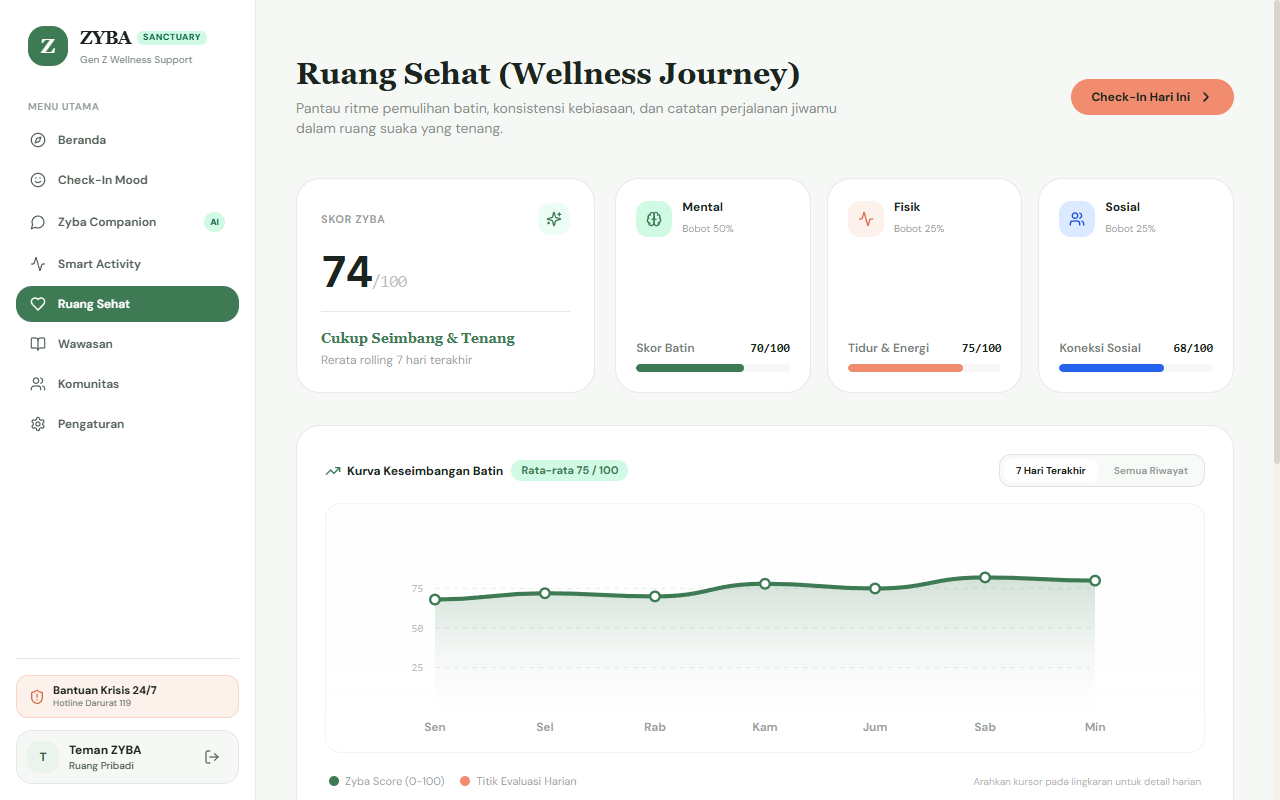 Z
ZYBA SANCTUARY
Gen Z Wellness Support
MENU UTAMA
Beranda
Check-In Mood
Zyba Companion AI
Smart Activity
Ruang Sehat
Wawasan
Komunitas
Pengaturan
Bantuan Krisis 24/7
Hotline Darurat 119
T
Teman ZYBA
Ruang Pribadi
Ruang Sehat (Wellness Journey)
Pantau ritme pemulihan batin, konsistensi kebiasaan, dan catatan perjalanan jiwamu
dalam ruang suaka yang tenang.
Check-In Hari Ini
SKOR ZYBA
74/100
Cukup Seimbang & Tenang
Rerata rolling 7 hari terakhir
Mental
Bobot 50%
Skor Batin 70/100
Fisik
Bobot 25%
Tidur & Energi 75/100
Sosial
Bobot 25%
Koneksi Sosial 68/100
Kurva Keseimbangan Batin Rata-rata 75 / 100
7 Hari Terakhir Semua Riwayat
75
50
25
Sen Sel Rab Kam Jum Sab Min
Zyba Score (0-100) Titik Evaluasi Harian
Arahkan kursor pada lingkaran untuk detail harian